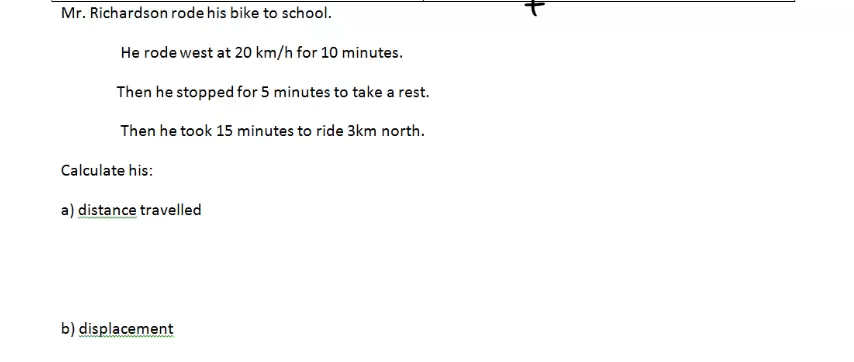 Mr. Richardson rode his bike to school.
He rode west at 20 km/h for 10 minutes.
Then he stopped for 5 minutes to take a rest.
Then he took 15 minutes to ride 3km north.
Calculate his:
a) distance travelled
b) displacement